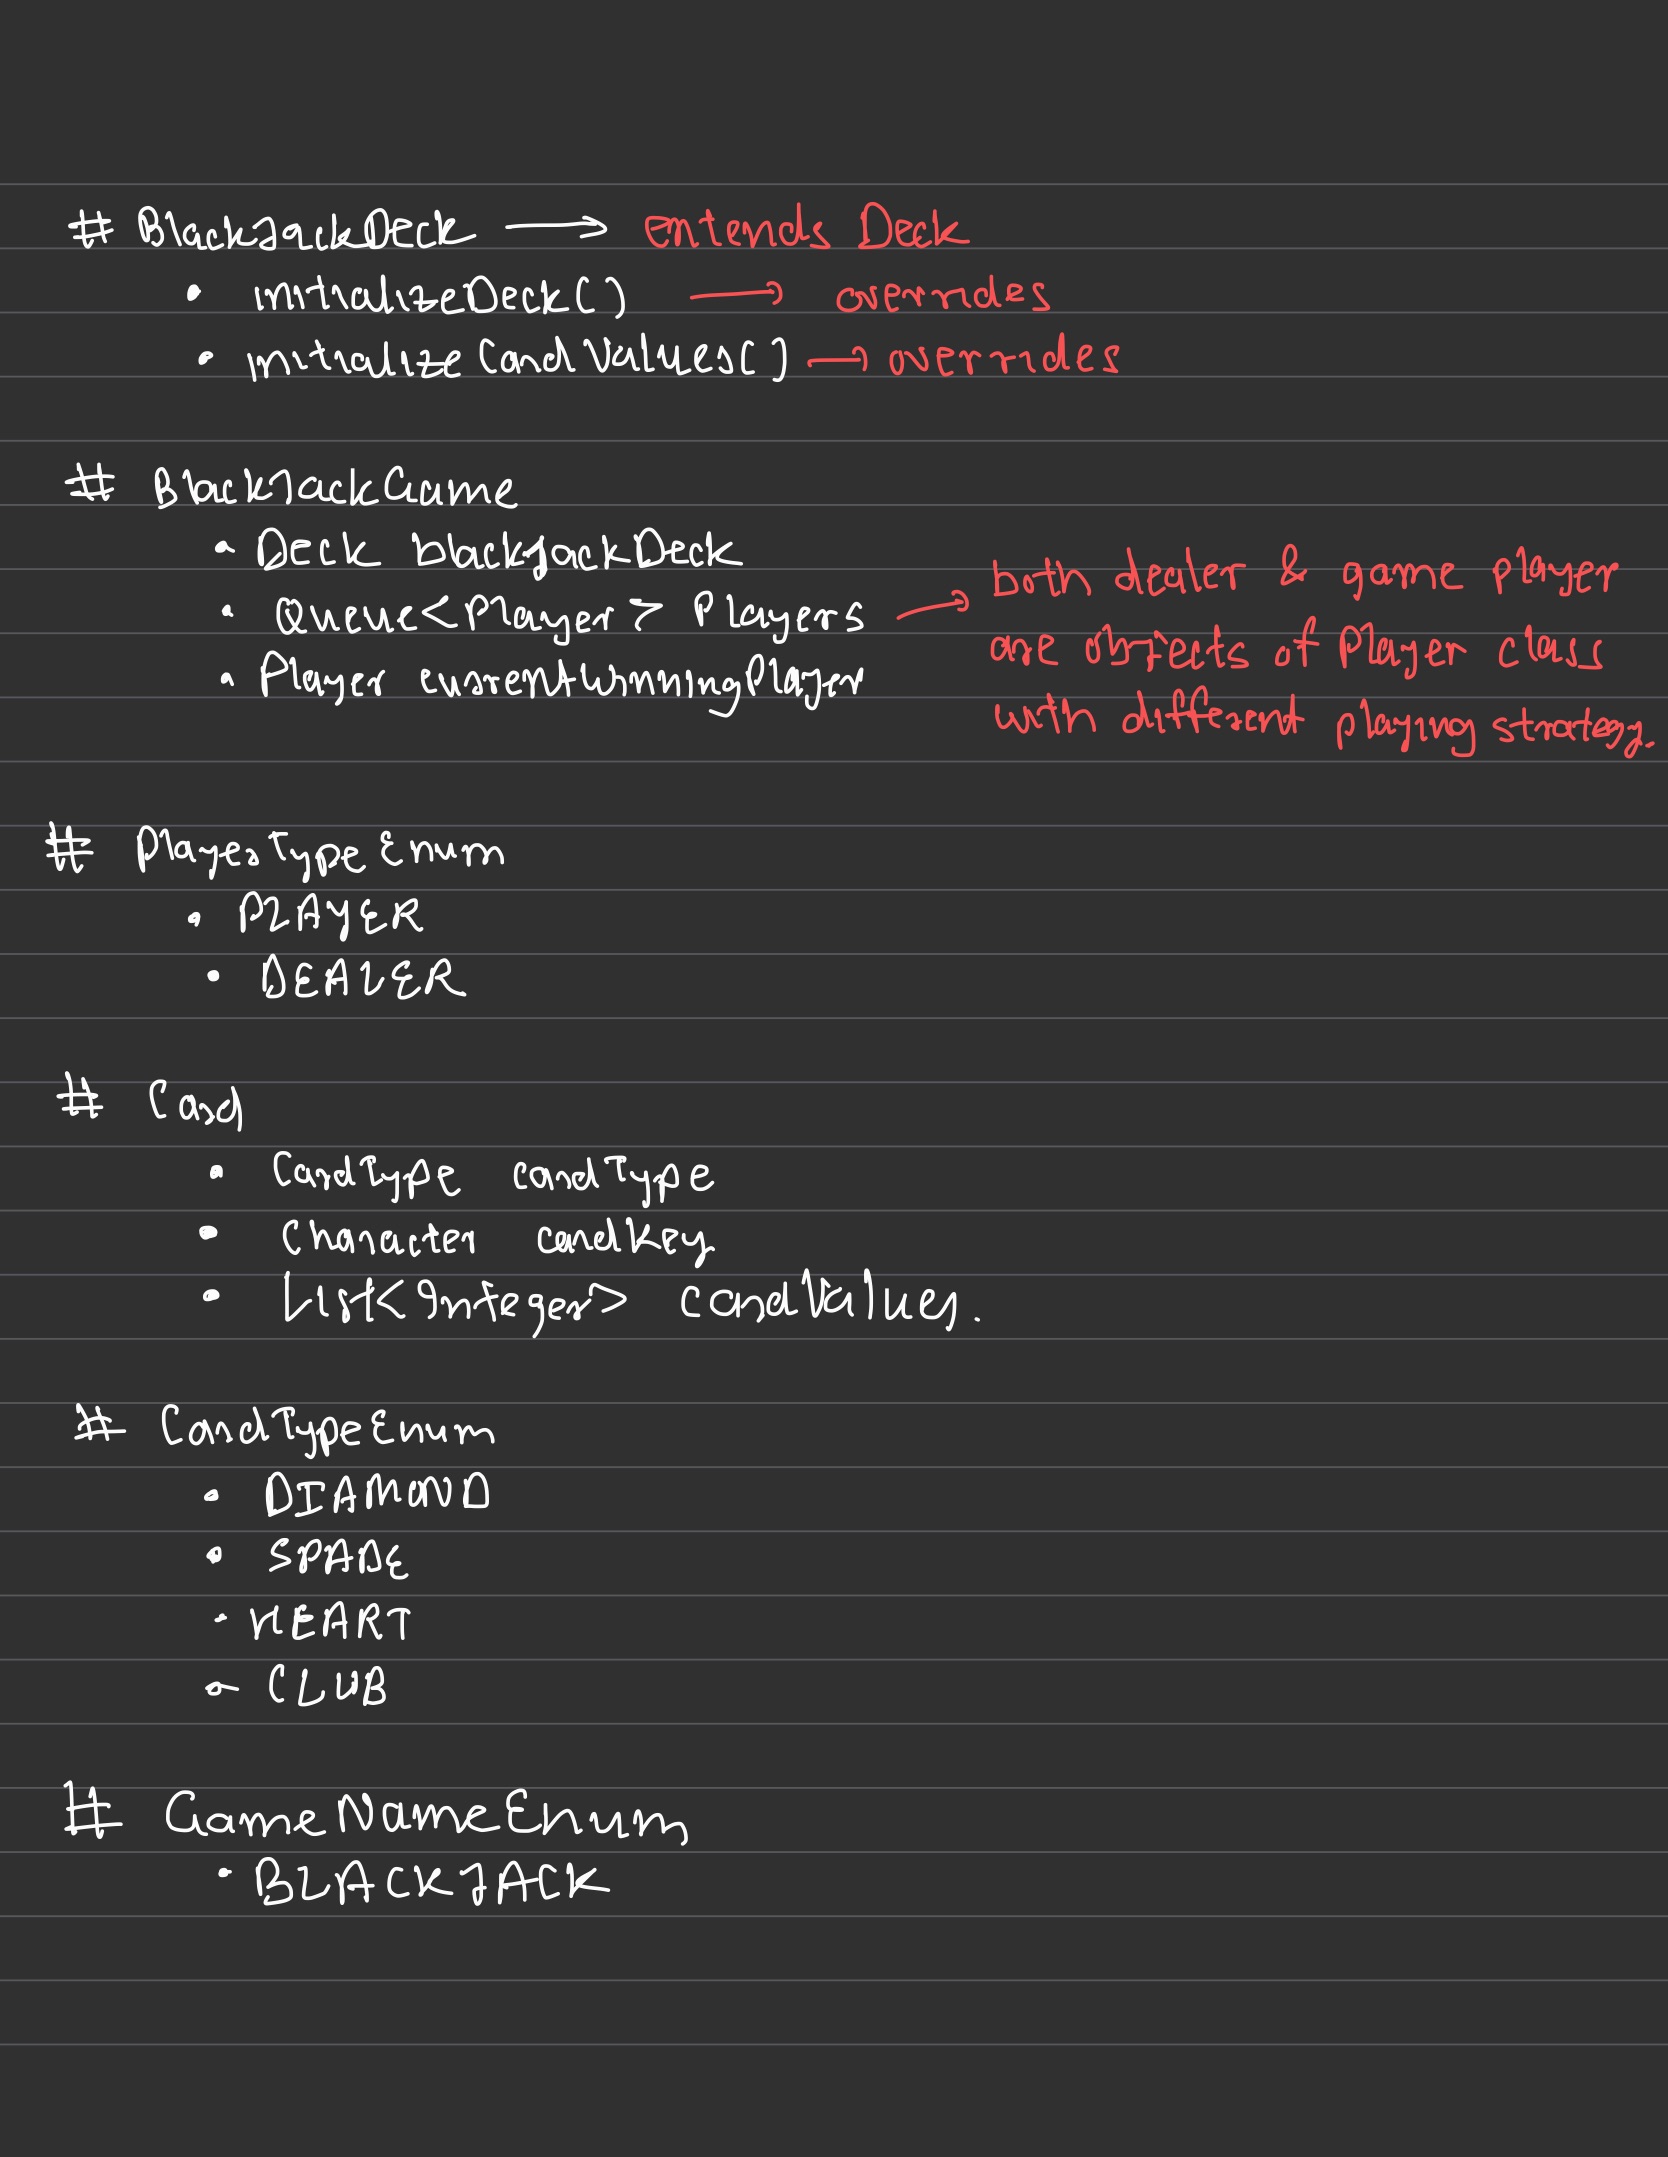 # BlackJackDeck → extends Deck
• initializeDeck() → overrides
• initializeCardValues() → overrides
# BlackJackGame
• Deck blackjackDeck
• Queue<Player> Players → both dealer & game player
are objects of Player class
• Player currentWinningPlayer
with different playing strategy.
# PlayerTypeEnum
• PLAYER
• DEALER
# Card
• CardType cardType
• Character cardKey
• List<Integer> cardValues.
# CardTypeEnum
• DIAMOND
• SPADE
• HEART
• CLUB
# GameNameEnum
• BLACKJACK